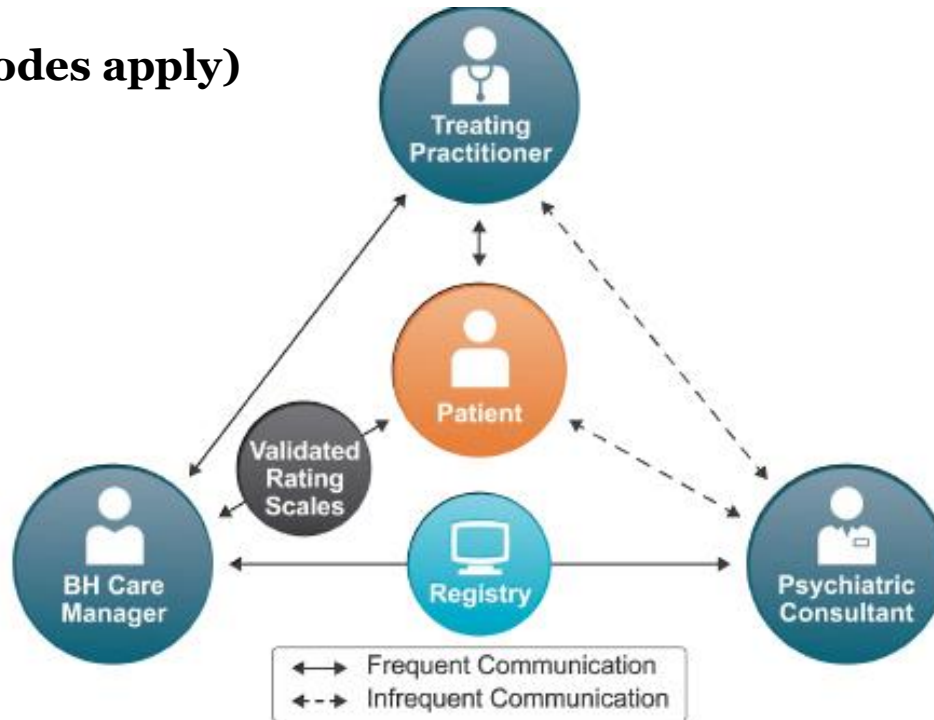 odes apply)
Treating
Practitioner
Patient
Validated
Rating
Scales
BH Care
Manager
Registry
Psychiatric
Consultant
Frequent Communication
Infrequent Communication